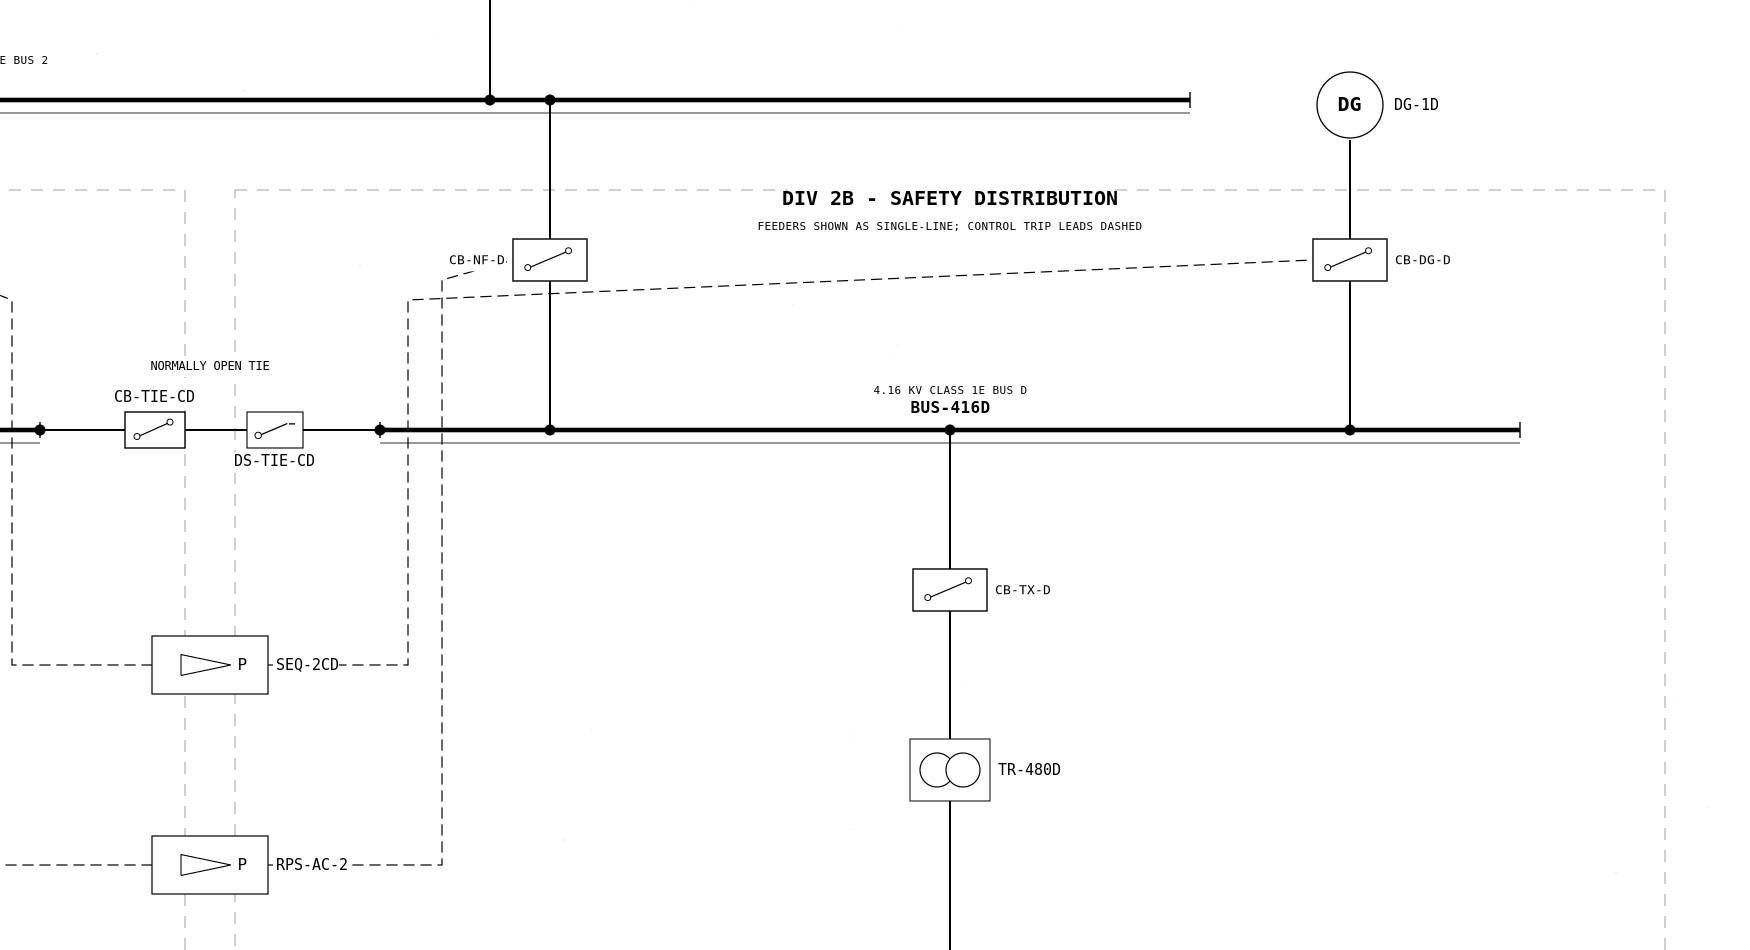 E BUS 2
DG
DG-1D
DIV 2B - SAFETY DISTRIBUTION
FEEDERS SHOWN AS SINGLE-LINE; CONTROL TRIP LEADS DASHED
CB-NF-D
CB-DG-D
NORMALLY OPEN TIE
CB-TIE-CD
4.16 KV CLASS 1E BUS D
BUS-416D
DS-TIE-CD
CB-TX-D
P
SEQ-2CD
TR-480D
P
RPS-AC-2